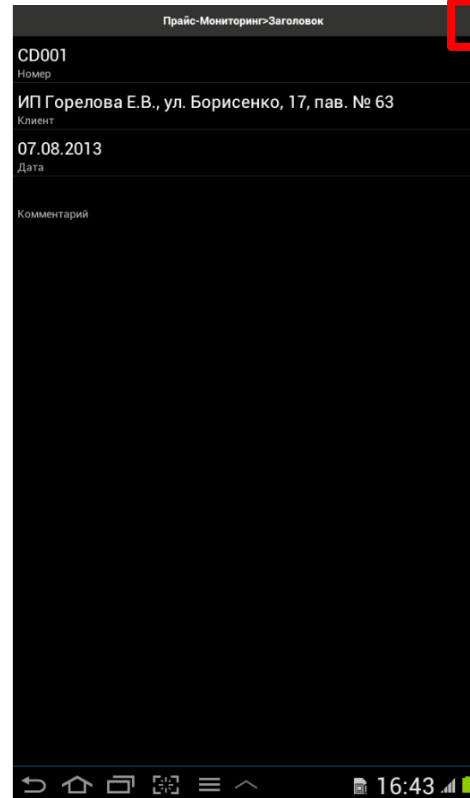 Прайс-Мониторинг>Заголовок
CD001
Номер
ИП Горелова Е.В., ул. Борисенко, 17, пав. № 63
Клиент
07.08.2013
Дата
Комментарий
16:43